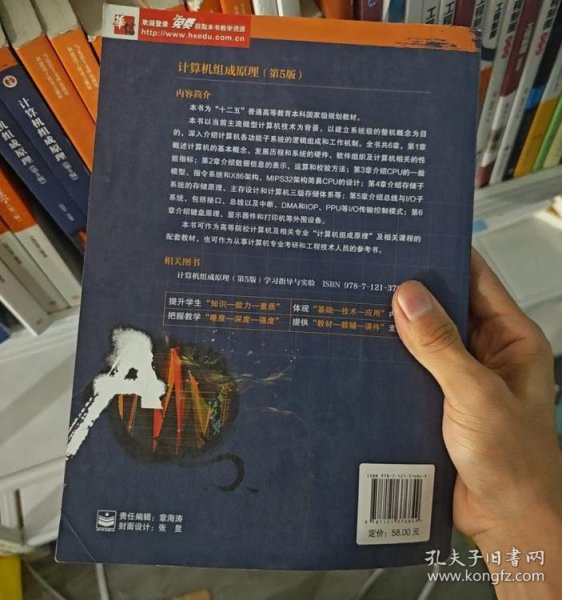 欢迎登录 免费 获取本书教学资源
http://www.hxedu.com.cn
计算机组成原理（第5版）
内容简介
本书为"十二五"普通高等教育本科国家级规划教材。
本书以当前主流微型计算机技术为背景，以建立系统级的整机概念为目
的，深入介绍计算机各功能子系统的逻辑组成和工作机制。全书共6章，第1章
概述计算机的基本概念、发展历程和系统的硬件、软件组织及计算机相关的性
能指标；第2章介绍数据信息的表示、运算和校验方法；第3章介绍CPU的一般
模型、指令系统和X86架构、MIPS32架构简易CPU的设计；第4章介绍存储子
系统的存储原理、主存设计和计算机三级存储体系等；第5章介绍总线与I/O子
系统，包括接口、总线以及中断、DMA和IOP、PPU等I/O传输控制模式；第6
章介绍键盘原理、显示器件和打印机等外围设备。
本书可作为高等院校计算机及相关专业"计算机组成原理"及相关课程的
配套教材，也可作为从事计算机专业考研和工程技术人员的参考书。
相关图书
计算机组成原理（第5版）学习指导与实验 ISBN 978-7-121-37
提升学生"知识—能力—素质" 体现"基础—技术—应用"
把握教学"难度—深度—强度" 提供"教材—教辅—课件"支
ISBN 978-7-121-37684-9
9 787121 376849
定价：58.00元
责任编辑：章海涛
封面设计：张 昱
计算机组成原理
孔夫子旧书网
www.kongfz.com